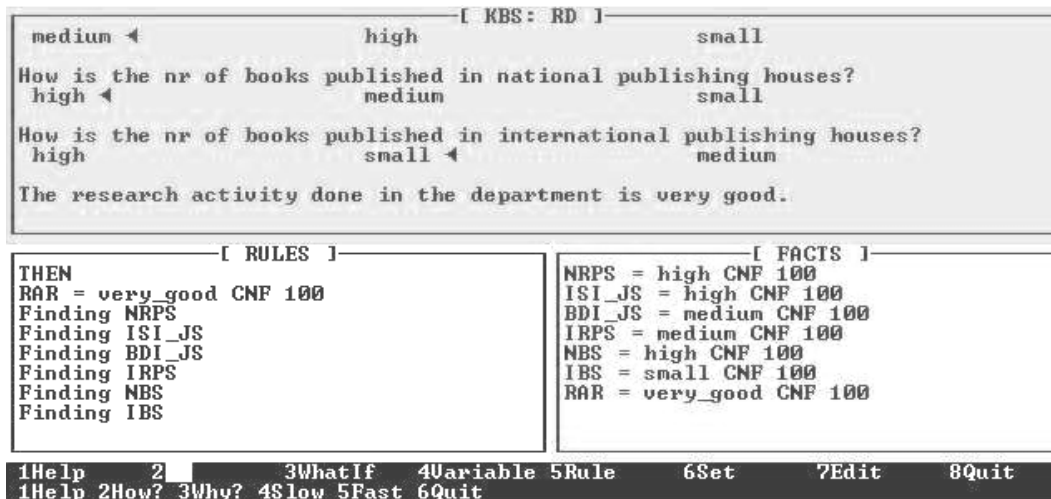 [ KBS: RD ]
medium ◄ high small
How is the nr of books published in national publishing houses?
high ◄ medium small
How is the nr of books published in international publishing houses?
high small ◄ medium
The research activity done in the department is very good.
[ RULES ]
THEN
RAR = very_good CNF 100
Finding NRPS
Finding ISI_JS
Finding BDI_JS
Finding IRPS
Finding NBS
Finding IBS
[ FACTS ]
NRPS = high CNF 100
ISI_JS = high CNF 100
BDI_JS = medium CNF 100
IRPS = medium CNF 100
NBS = high CNF 100
IBS = small CNF 100
RAR = very_good CNF 100
1Help 2 3WhatIf 4Variable 5Rule 6Set 7Edit 8Quit
1Help 2How? 3Why? 4Slow 5Fast 6Quit